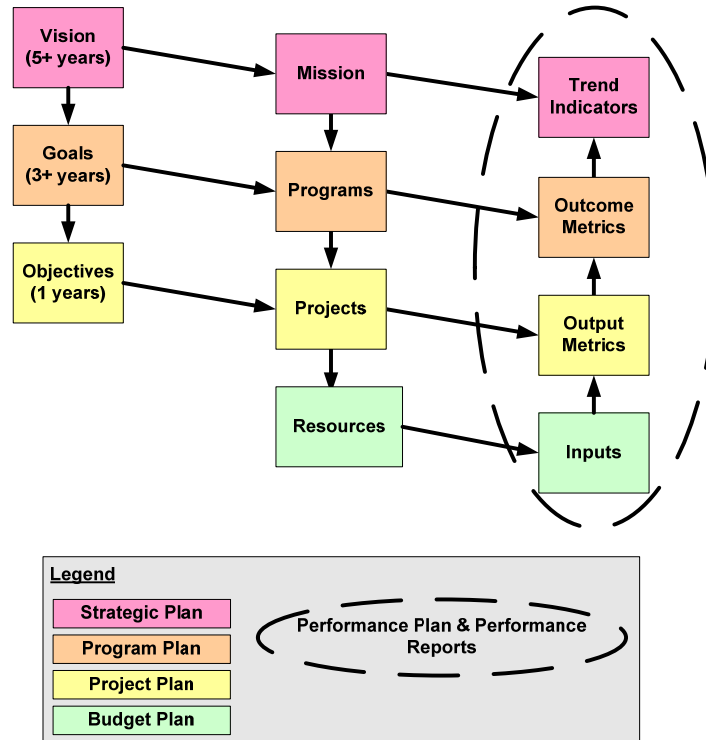 Vision
(5+ years)
Mission
Trend
Indicators
Goals
(3+ years)
Programs
Outcome
Metrics
Objectives
(1 years)
Projects
Output
Metrics
Resources
Inputs
Legend
Strategic Plan
Program Plan
Project Plan
Budget Plan
Performance Plan & Performance
Reports